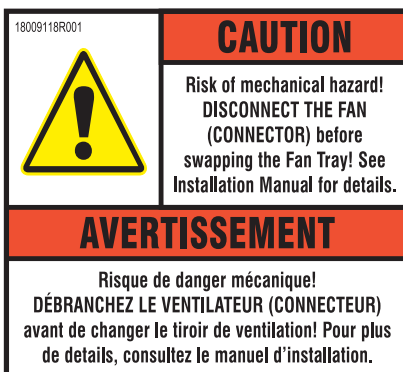 18009118R001
CAUTION
Risk of mechanical hazard!
DISCONNECT THE FAN
(CONNECTOR) before
swapping the Fan Tray! See
Installation Manual for details.
AVERTISSEMENT
Risque de danger mécanique!
DÉBRANCHEZ LE VENTILATEUR (CONNECTEUR)
avant de changer le tiroir de ventilation! Pour plus
de details, consultez le manuel d'installation.